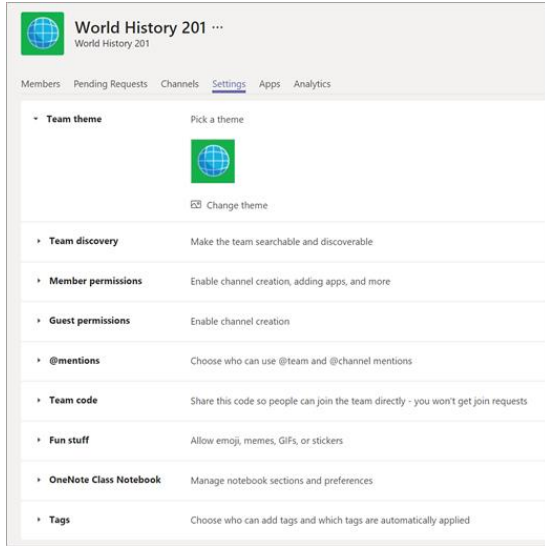 World History 201 ...
World History 201
Members Pending Requests Channels Settings Apps Analytics
Team theme Pick a theme
Change theme
Team discovery Make the team searchable and discoverable
Member permissions Enable channel creation, adding apps, and more
Guest permissions Enable channel creation
@mentions Choose who can use @team and @channel mentions
Team code Share this code so people can join the team directly - you won't get join requests
Fun stuff Allow emoji, memes, GIFs, or stickers
OneNote Class Notebook Manage notebook sections and preferences
Tags Choose who can add tags and which tags are automatically applied